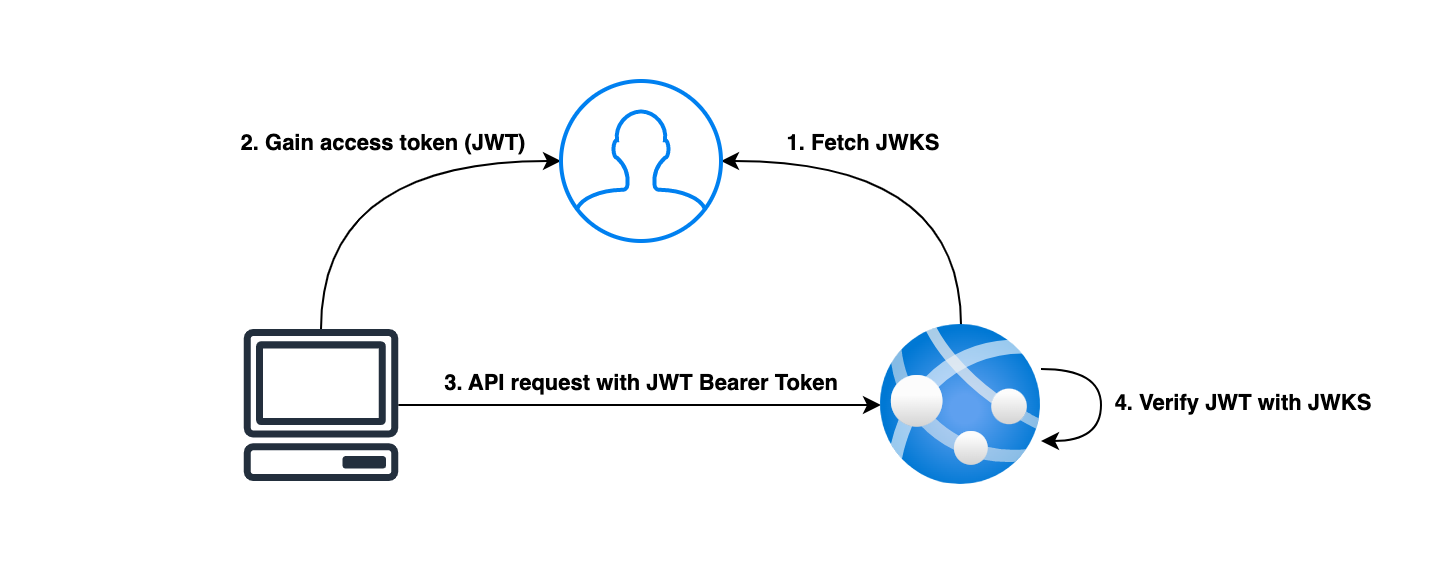 2. Gain access token (JWT)
1. Fetch JWKS
3. API request with JWT Bearer Token
4. Verify JWT with JWKS